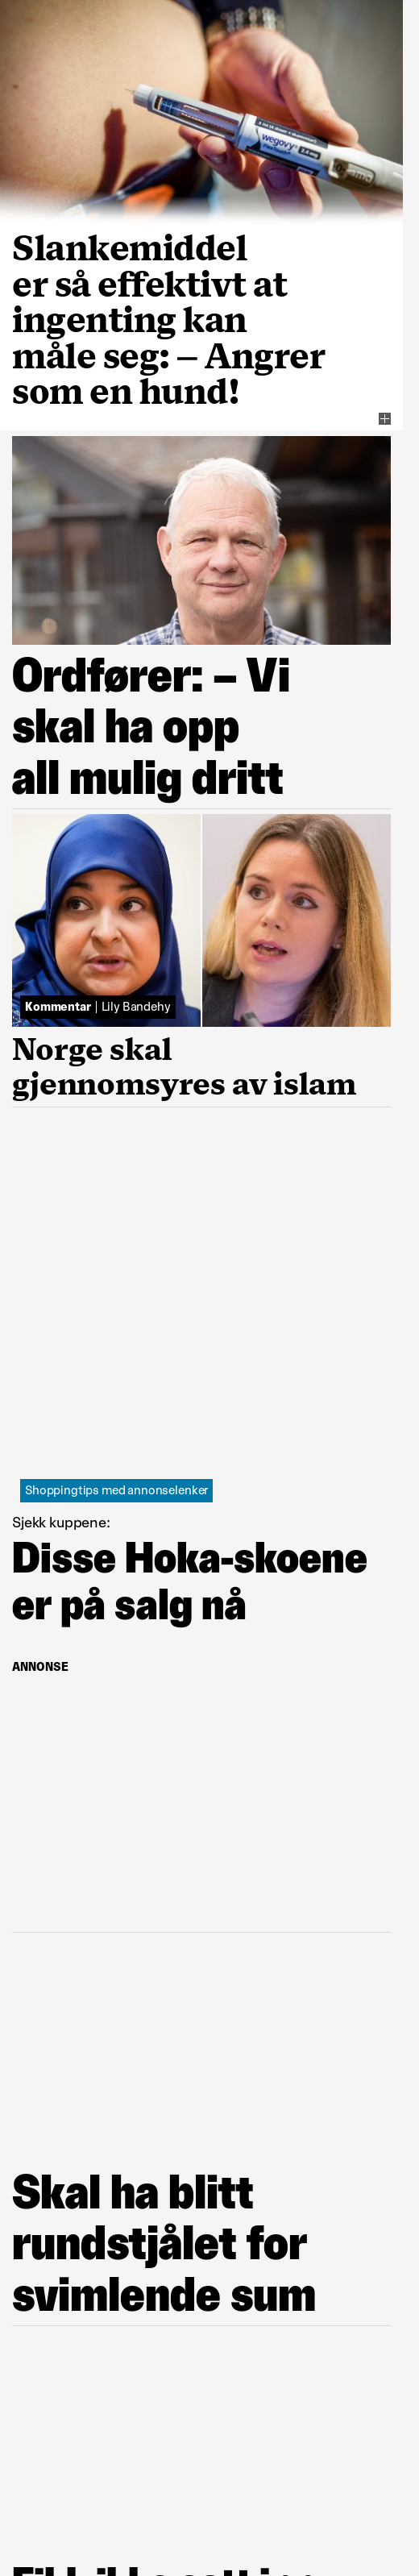 wegovy
Slankemiddel
er så effektivt at
ingenting kan
måle seg: – Angrer
som en hund!
Ordfører: – Vi
skal ha opp
all mulig dritt
Kommentar | Lily Bandehy
Norge skal
gjennomsyres av islam
Shoppingtips med annonselenker
Sjekk kuppene:
Disse Hoka-skoene
er på salg nå
ANNONSE
Skal ha blitt
rundstjålet for
svimlende sum